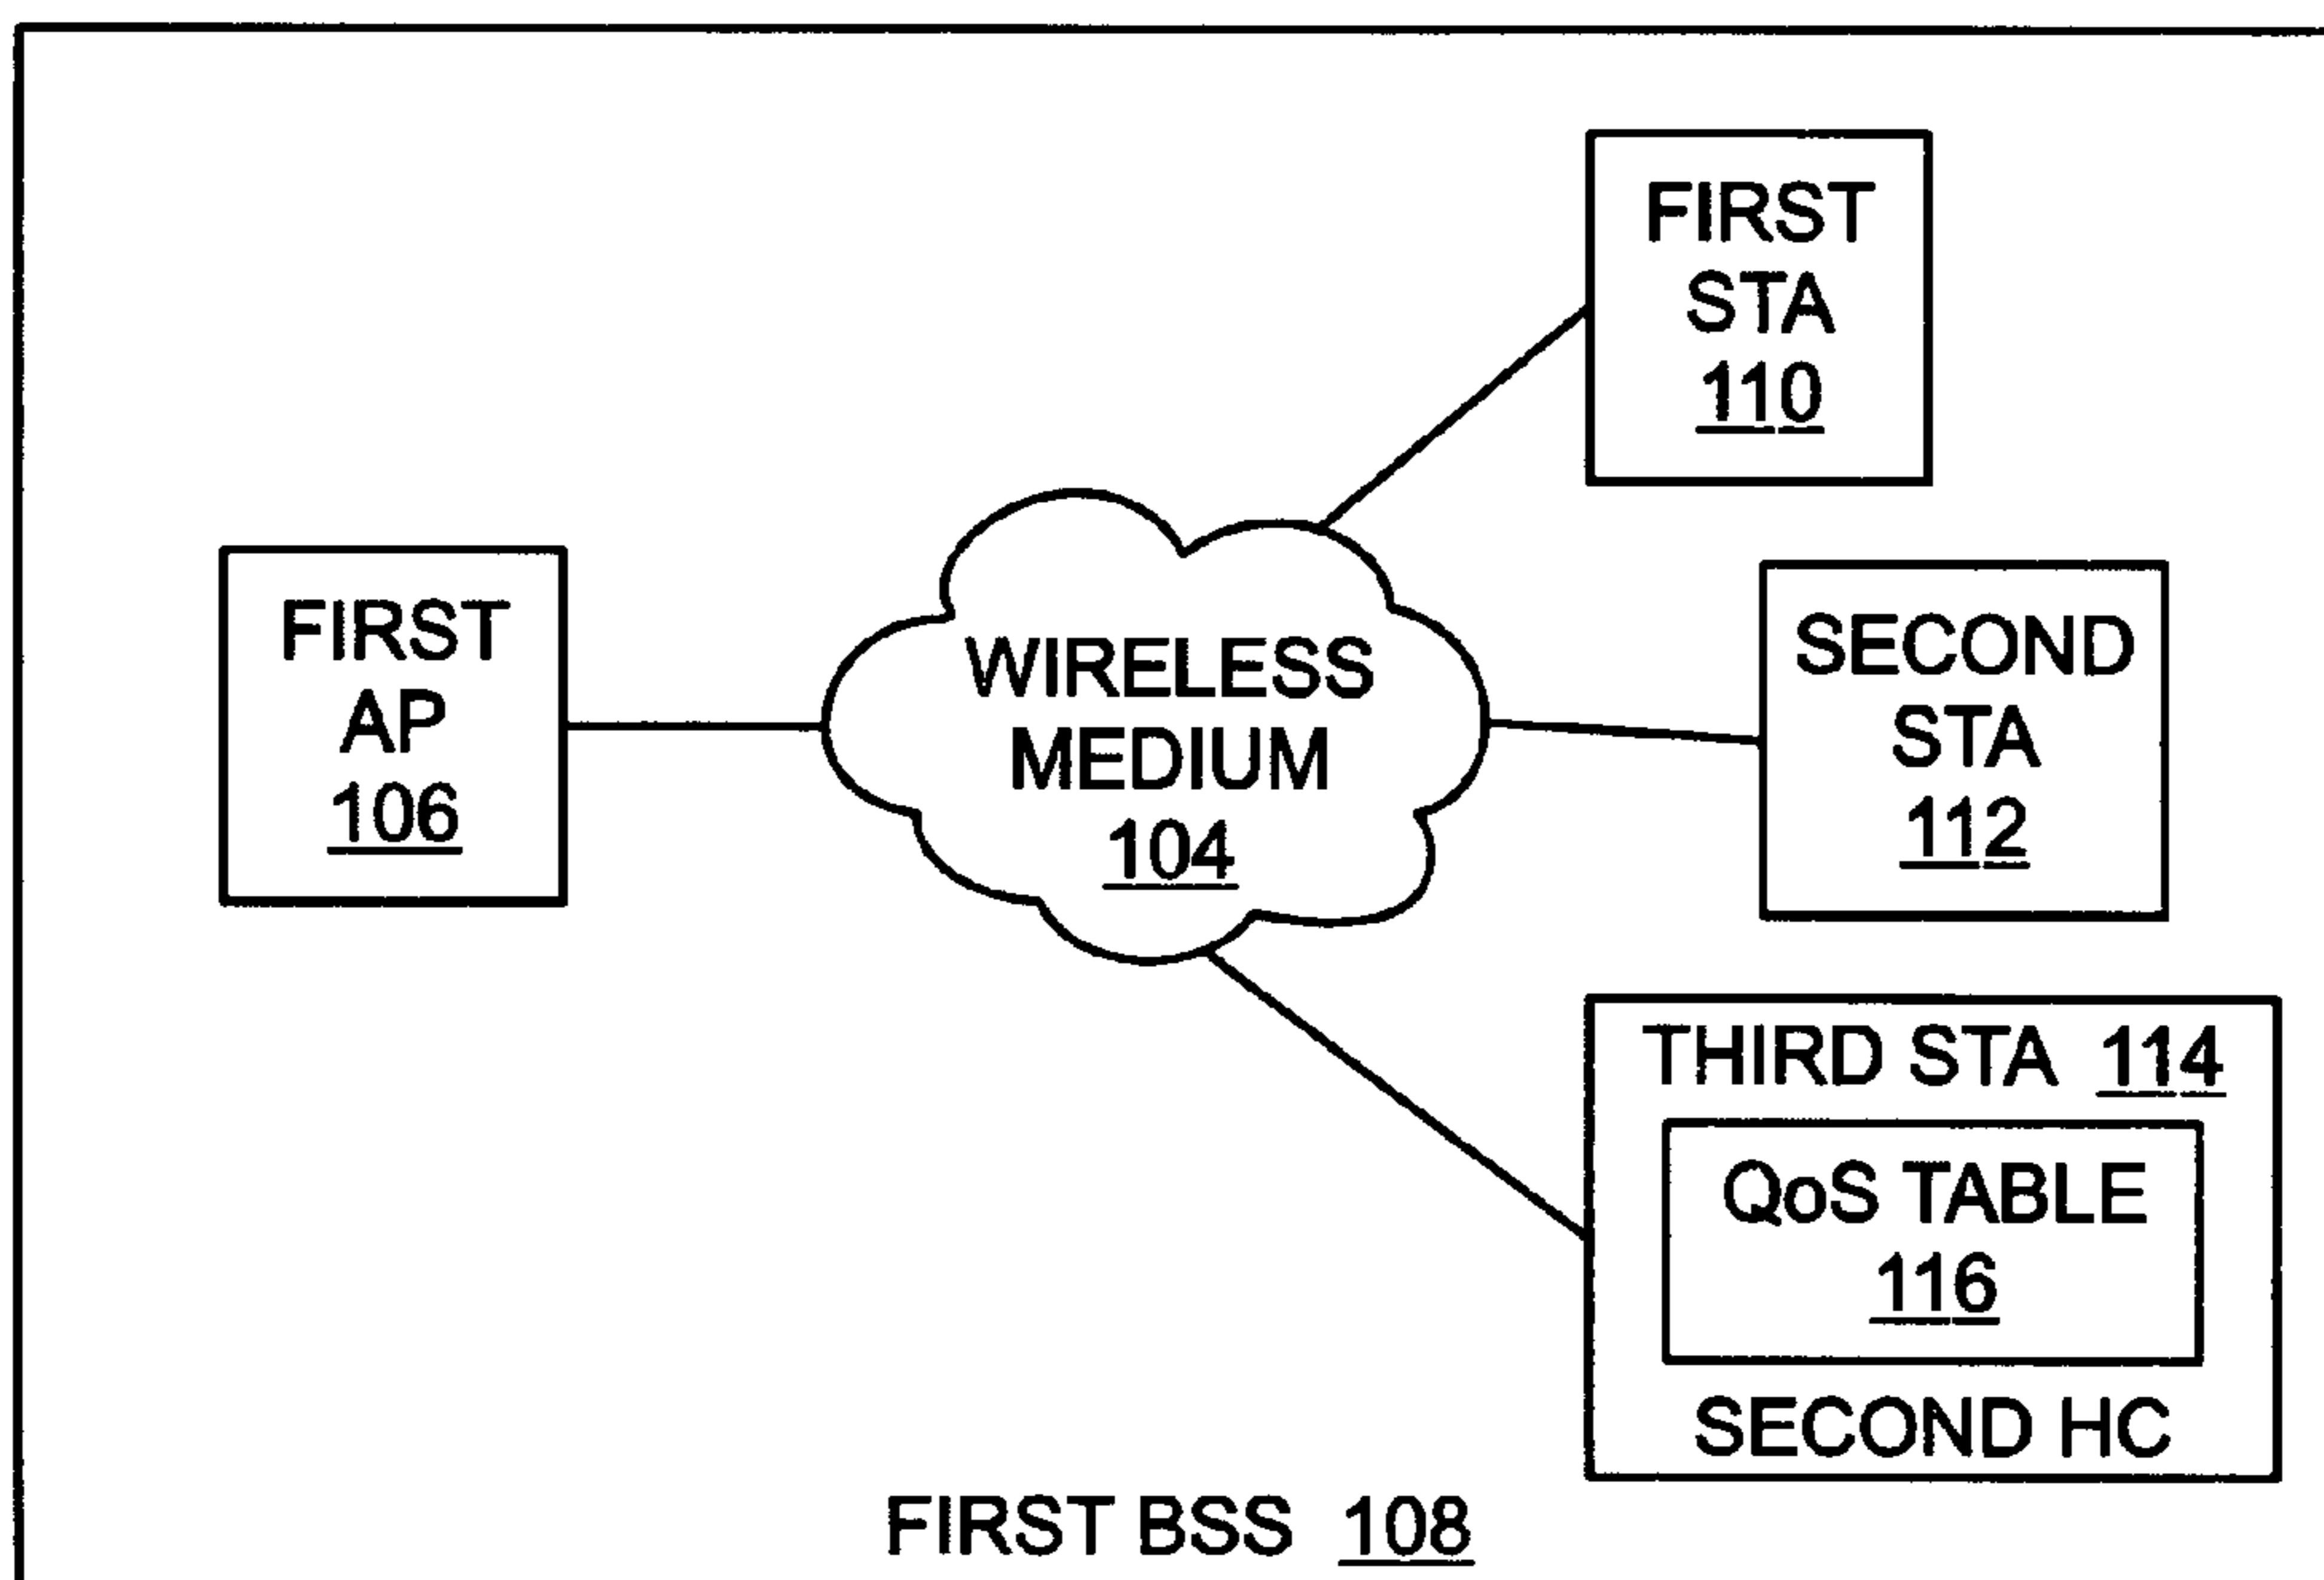 FIRST
STA
110
FIRST
AP
106
WIRELESS
MEDIUM
104
SECOND
STA
112
THIRD STA 114
QoS TABLE
116
SECOND HC
FIRST BSS 108